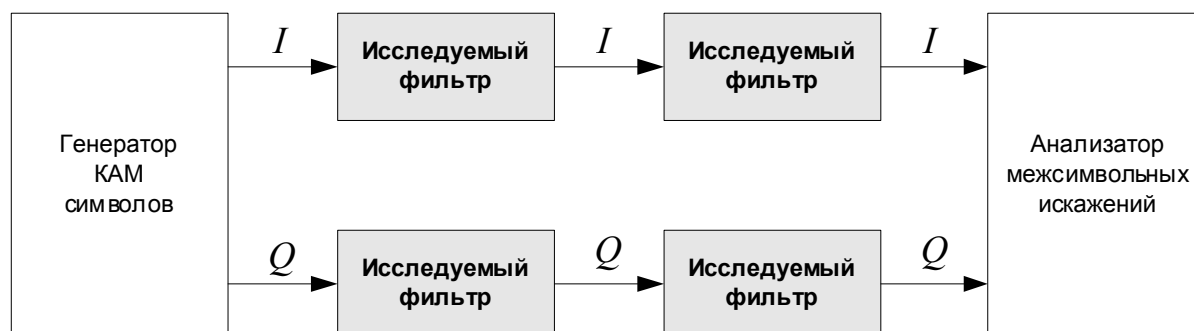 I
I
I
Исследуемый
фильтр
Исследуемый
фильтр
Генератор
КАМ
символов
Анализатор
межсимвольных
искажений
Q
Q
Q
Исследуемый
фильтр
Исследуемый
фильтр